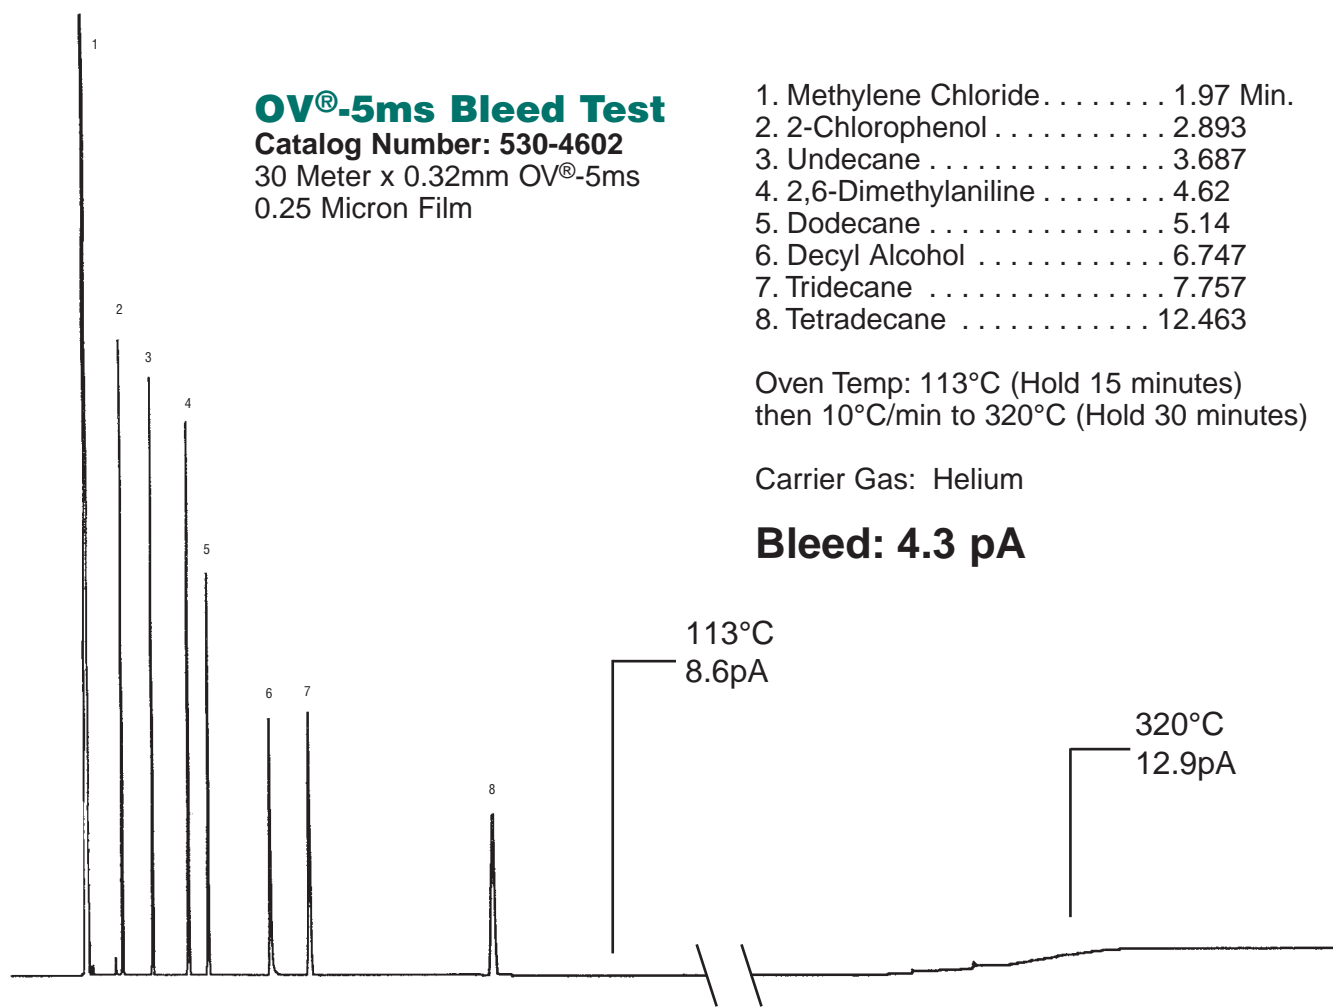 1
OV®-5ms Bleed Test
Catalog Number: 530-4602
30 Meter x 0.32mm OV®-5ms
0.25 Micron Film
1. Methylene Chloride. . . . . . . . 1.97 Min.
2. 2-Chlorophenol . . . . . . . . . . . 2.893
3. Undecane . . . . . . . . . . . . . . . 3.687
4. 2,6-Dimethylaniline . . . . . . . . 4.62
5. Dodecane . . . . . . . . . . . . . . . 5.14
6. Decyl Alcohol . . . . . . . . . . . . 6.747
7. Tridecane . . . . . . . . . . . . . . . 7.757
8. Tetradecane . . . . . . . . . . . . 12.463
Oven Temp: 113°C (Hold 15 minutes)
then 10°C/min to 320°C (Hold 30 minutes)
Carrier Gas: Helium
Bleed: 4.3 pA
2
3
4
5
6
7
8
113°C
8.6pA
320°C
12.9pA